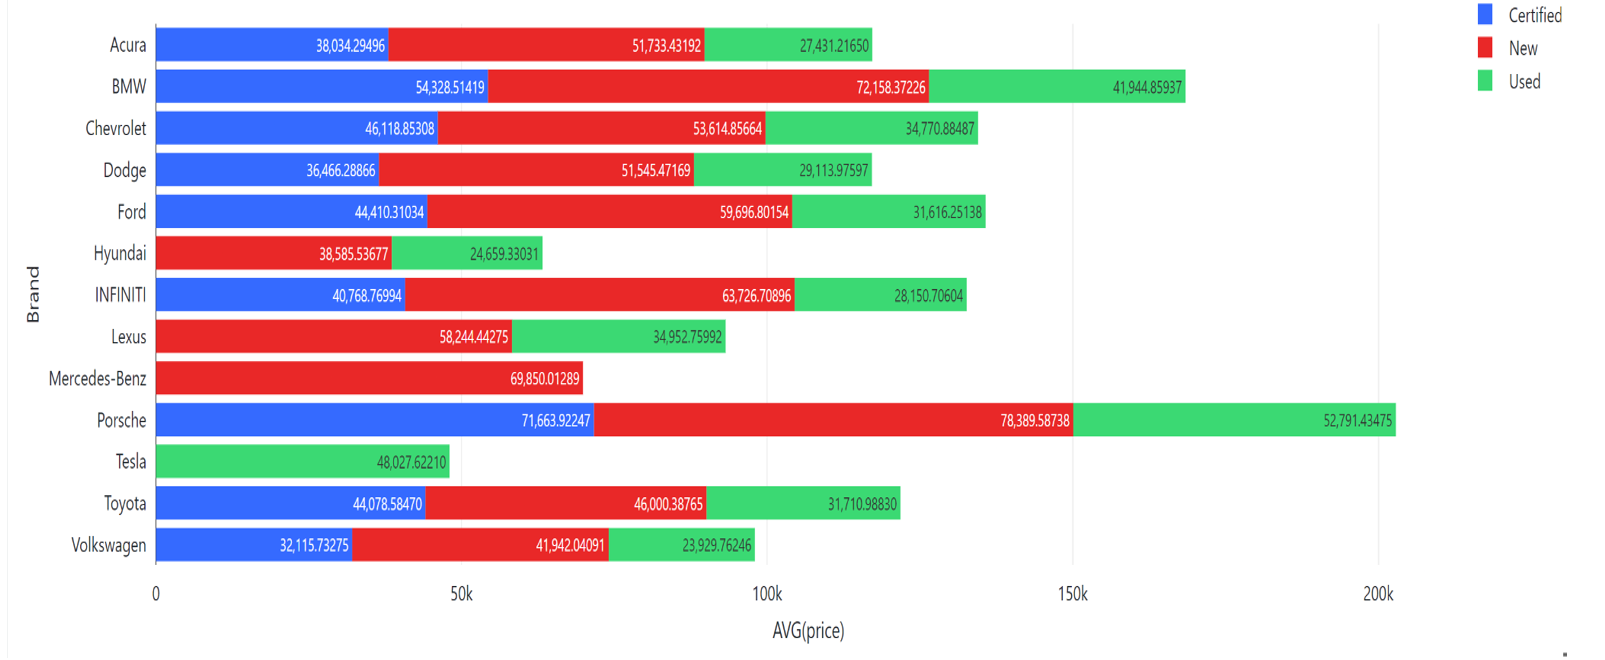 Certified
New
Used
Acura 38,034.29496 51,733.43192 27,431.21650
BMW 54,328.51419 72,158.37226 41,944.85937
Chevrolet 46,118.85308 53,614.85664 34,770.88487
Dodge 36,466.28866 51,545.47169 29,113.97597
Ford 44,410.31034 59,696.80154 31,616.25138
Hyundai 38,585.53677 24,659.33031
INFINITI 40,768.76994 63,726.70896 28,150.70604
Lexus 58,244.44275 34,952.75992
Mercedes-Benz 69,850.01289
Porsche 71,663.92247 78,389.58738 52,791.43475
Tesla 48,027.62210
Toyota 44,078.58470 46,000.38765 31,710.98830
Volkswagen 32,115.73275 41,942.04091 23,929.76246
Brand
0 50k 100k 150k 200k
AVG(price)